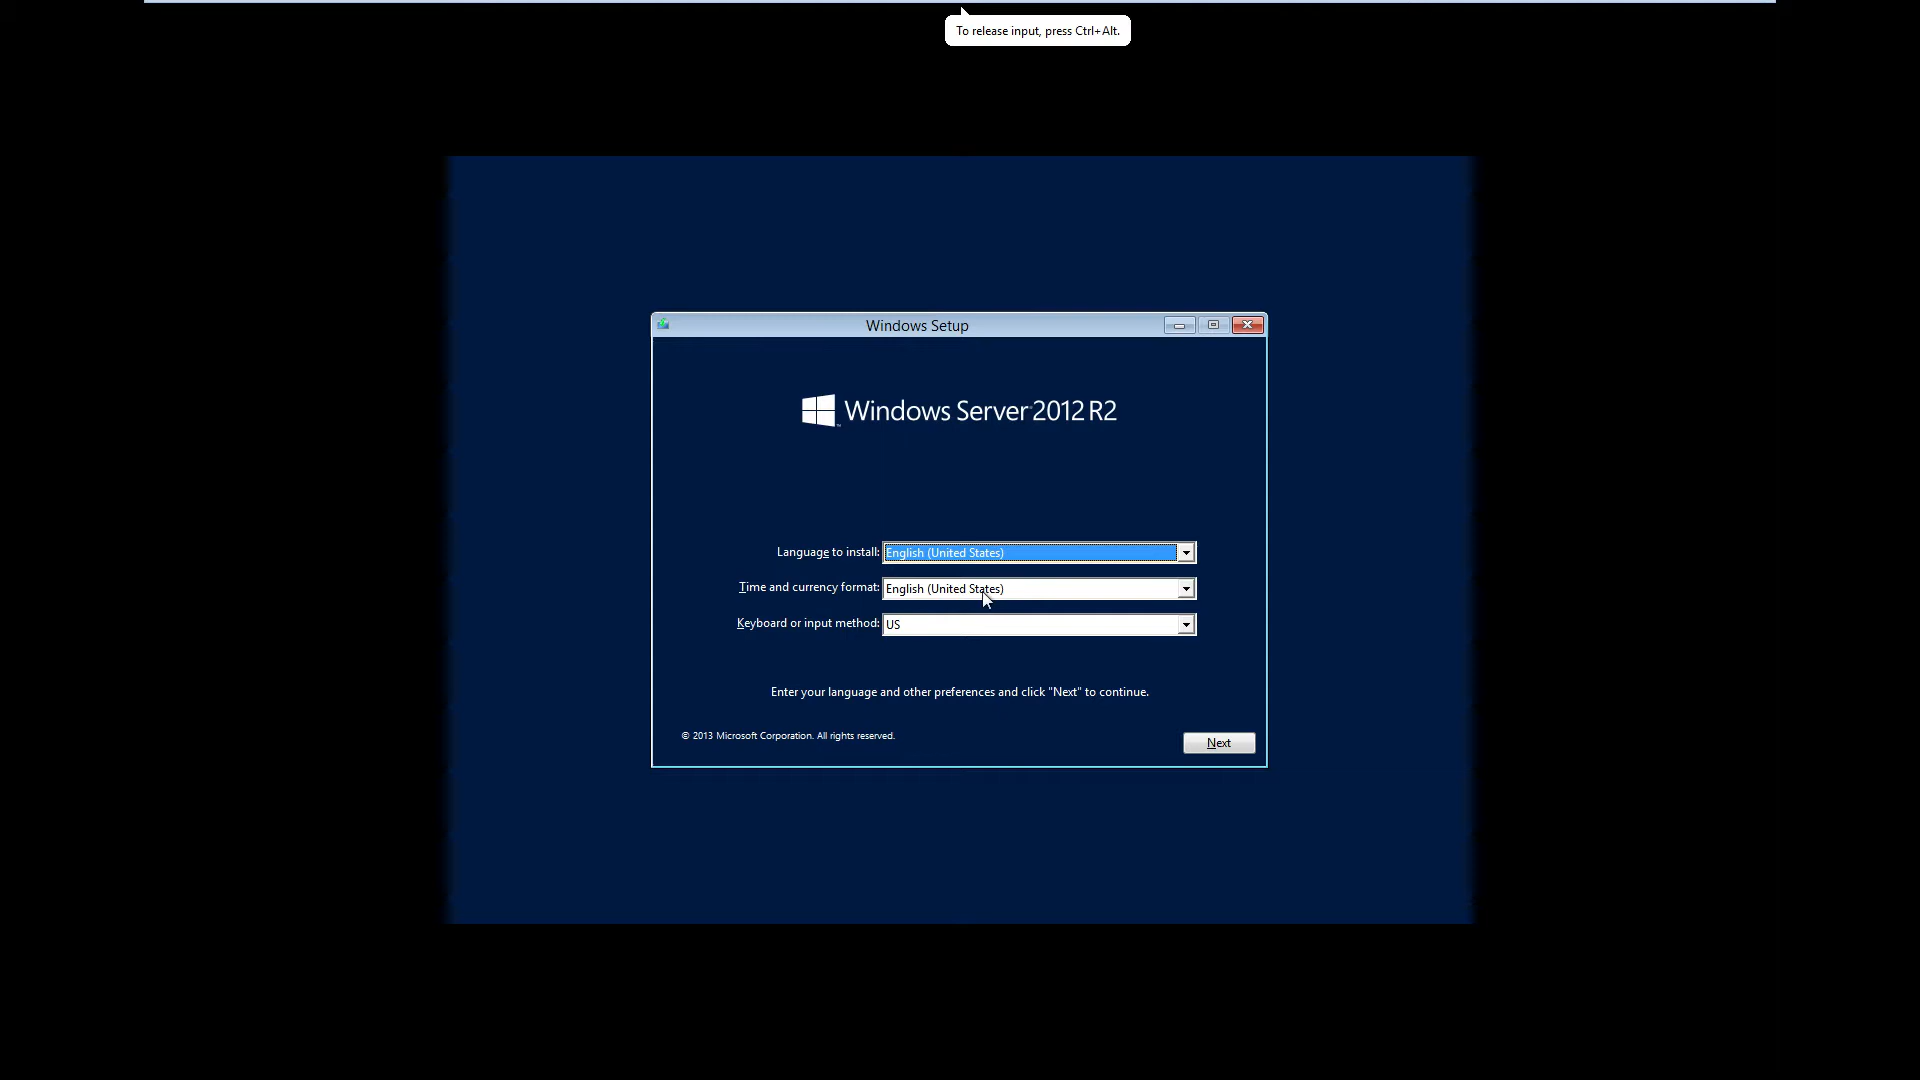 To release input, press Ctrl+Alt.
Windows Setup
Windows Server 2012 R2
Language to install: English (United States)
Time and currency format: English (United States)
Keyboard or input method: US
Enter your language and other preferences and click "Next" to continue.
© 2013 Microsoft Corporation. All rights reserved.
Next